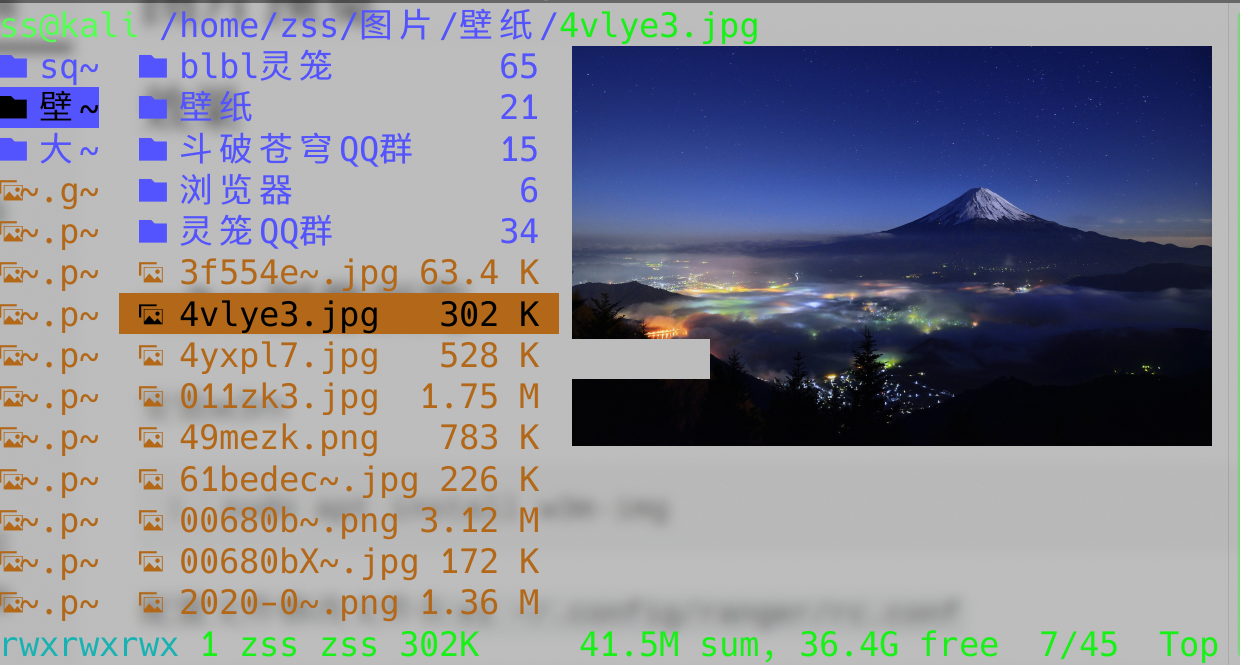 ss@kali /home/zss/图片/壁纸/4vlye3.jpg
sq~ blbl灵笼 65
壁~ 壁纸 21
大~ 斗破苍穹QQ群 15
~.g~ 浏览器 6
~.p~ 灵笼QQ群 34
~.p~ 3f554e~.jpg 63.4 K
~.p~ 4vlye3.jpg 302 K
~.p~ 4yxpl7.jpg 528 K
~.p~ 011zk3.jpg 1.75 M
~.p~ 49mezk.png 783 K
~.p~ 61bedec~.jpg 226 K
~.p~ 00680b~.png 3.12 M
~.p~ 00680bX~.jpg 172 K
~.p~ 2020-0~.png 1.36 M
rwxrwxrwx 1 zss zss 302K 41.5M sum, 36.4G free 7/45 Top